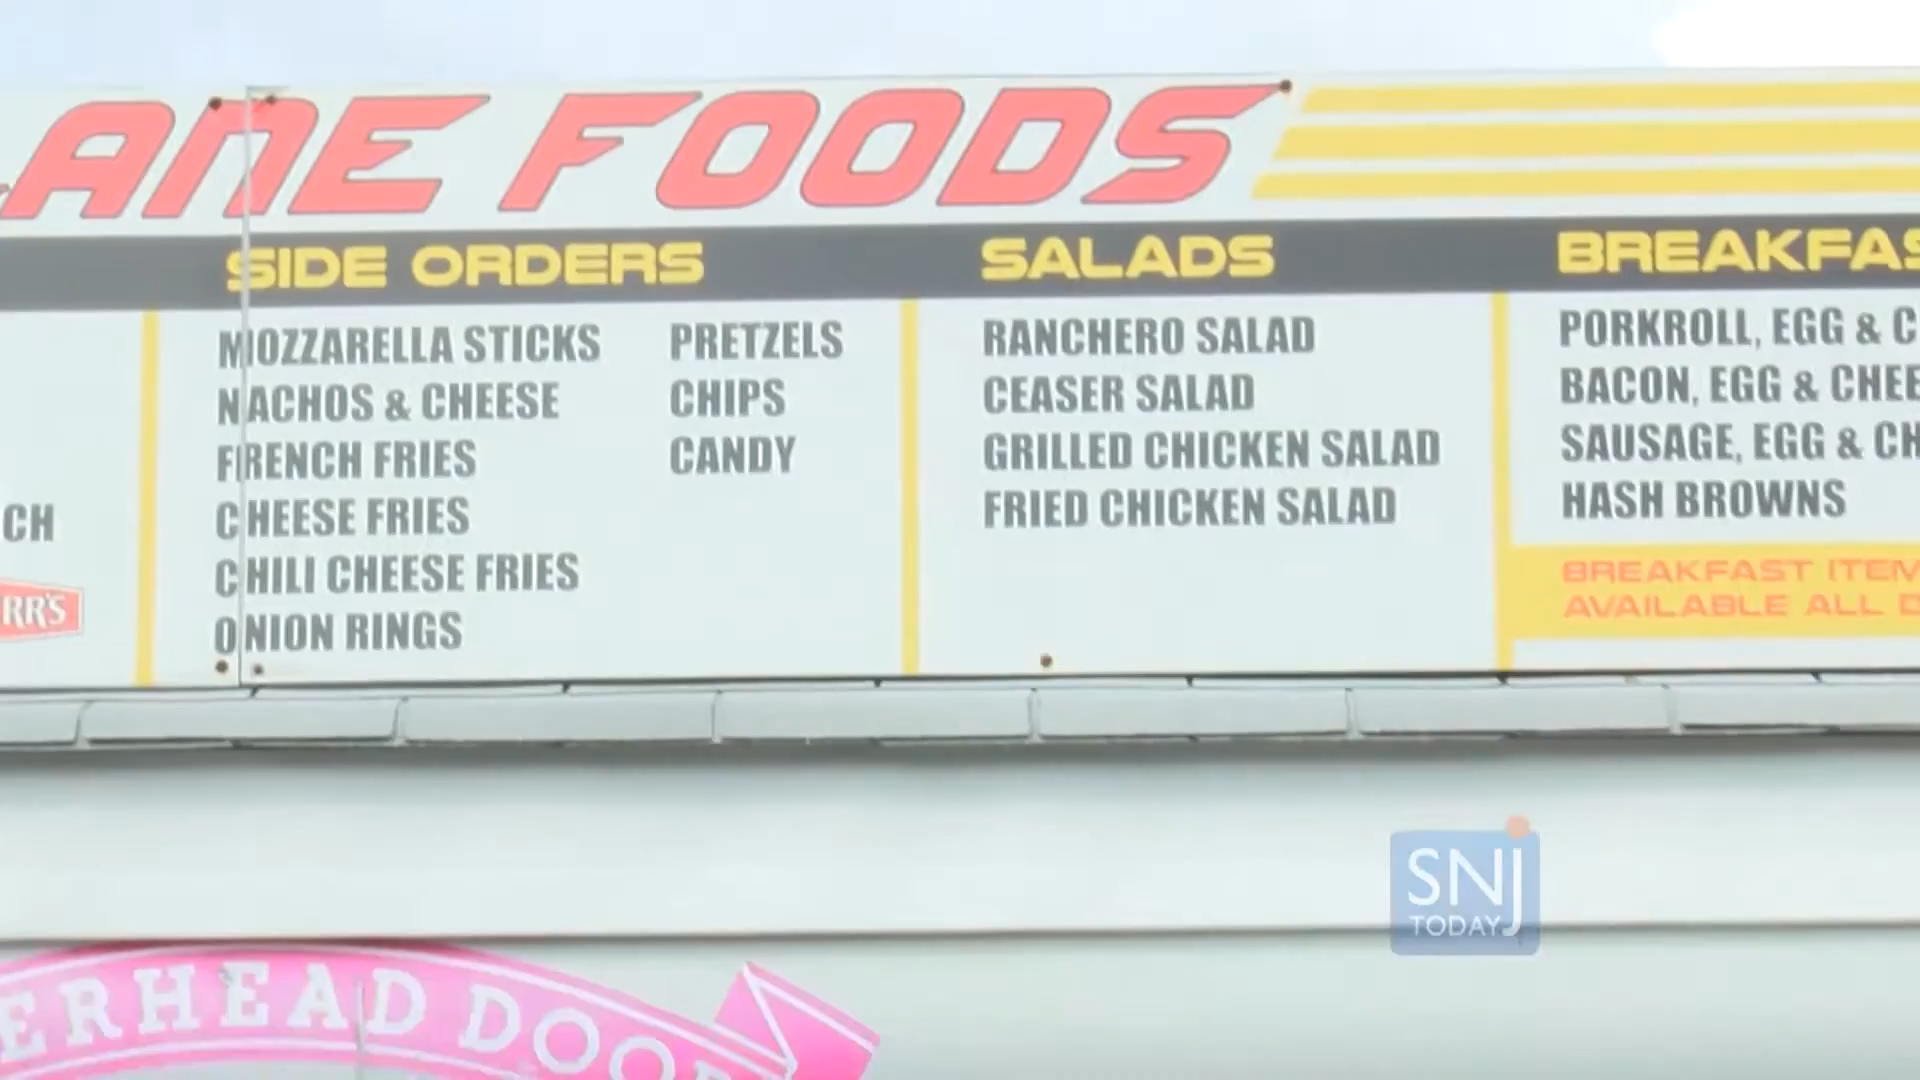 ANE FOODS
SIDE ORDERS
MOZZARELLA STICKS
NACHOS & CHEESE
FRENCH FRIES
CHEESE FRIES
CHILI CHEESE FRIES
ONION RINGS
PRETZELS
CHIPS
CANDY
SALADS
RANCHERO SALAD
CEASER SALAD
GRILLED CHICKEN SALAD
FRIED CHICKEN SALAD
BREAKFAS
PORKROLL, EGG & C
BACON, EGG & CHEE
SAUSAGE, EGG & CH
HASH BROWNS
BREAKFAST ITEM
AVAILABLE ALL D
CH
RR'S
SNJ
TODAY
ERHEAD DOO